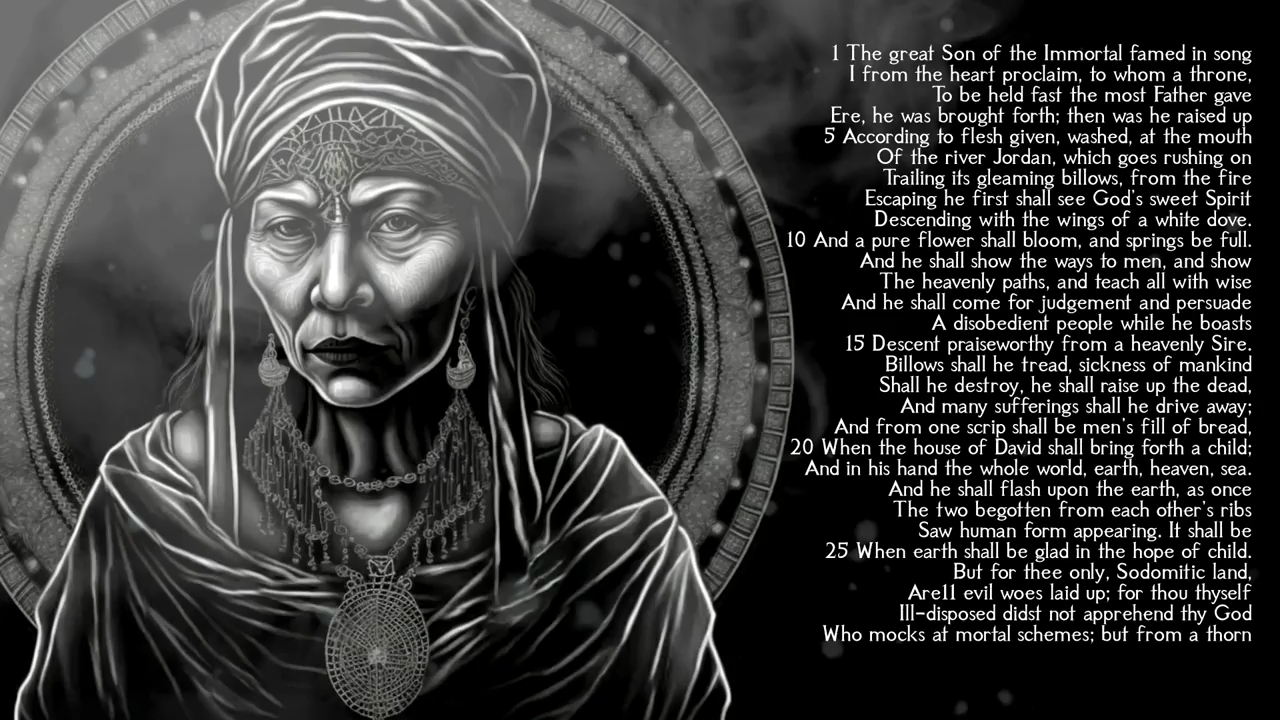 1 The great Son of the Immortal famed in song
I from the heart proclaim, to whom a throne,
To be held fast the most Father gave
Ere, he was brought forth; then was he raised up
5 According to flesh given, washed, at the mouth
Of the river Jordan, which goes rushing on
Trailing its gleaming billows, from the fire
Escaping he first shall see God's sweet Spirit
Descending with the wings of a white dove.
10 And a pure flower shall bloom, and springs be full.
And he shall show the ways to men, and show
The heavenly paths, and teach all with wise
And he shall come for judgement and persuade
A disobedient people while he boasts
15 Descent praiseworthy from a heavenly Sire.
Billows shall he tread, sickness of mankind
Shall he destroy, he shall raise up the dead,
And many sufferings shall he drive away;
And from one scrip shall be men's fill of bread,
20 When the house of David shall bring forth a child;
And in his hand the whole world, earth, heaven, sea.
And he shall flash upon the earth, as once
The two begotten from each other's ribs
Saw human form appearing. It shall be
25 When earth shall be glad in the hope of child.
But for thee only, Sodomitic land,
Are11 evil woes laid up; for thou thyself
Ill-disposed didst not apprehend thy God
Who mocks at mortal schemes; but from a thorn